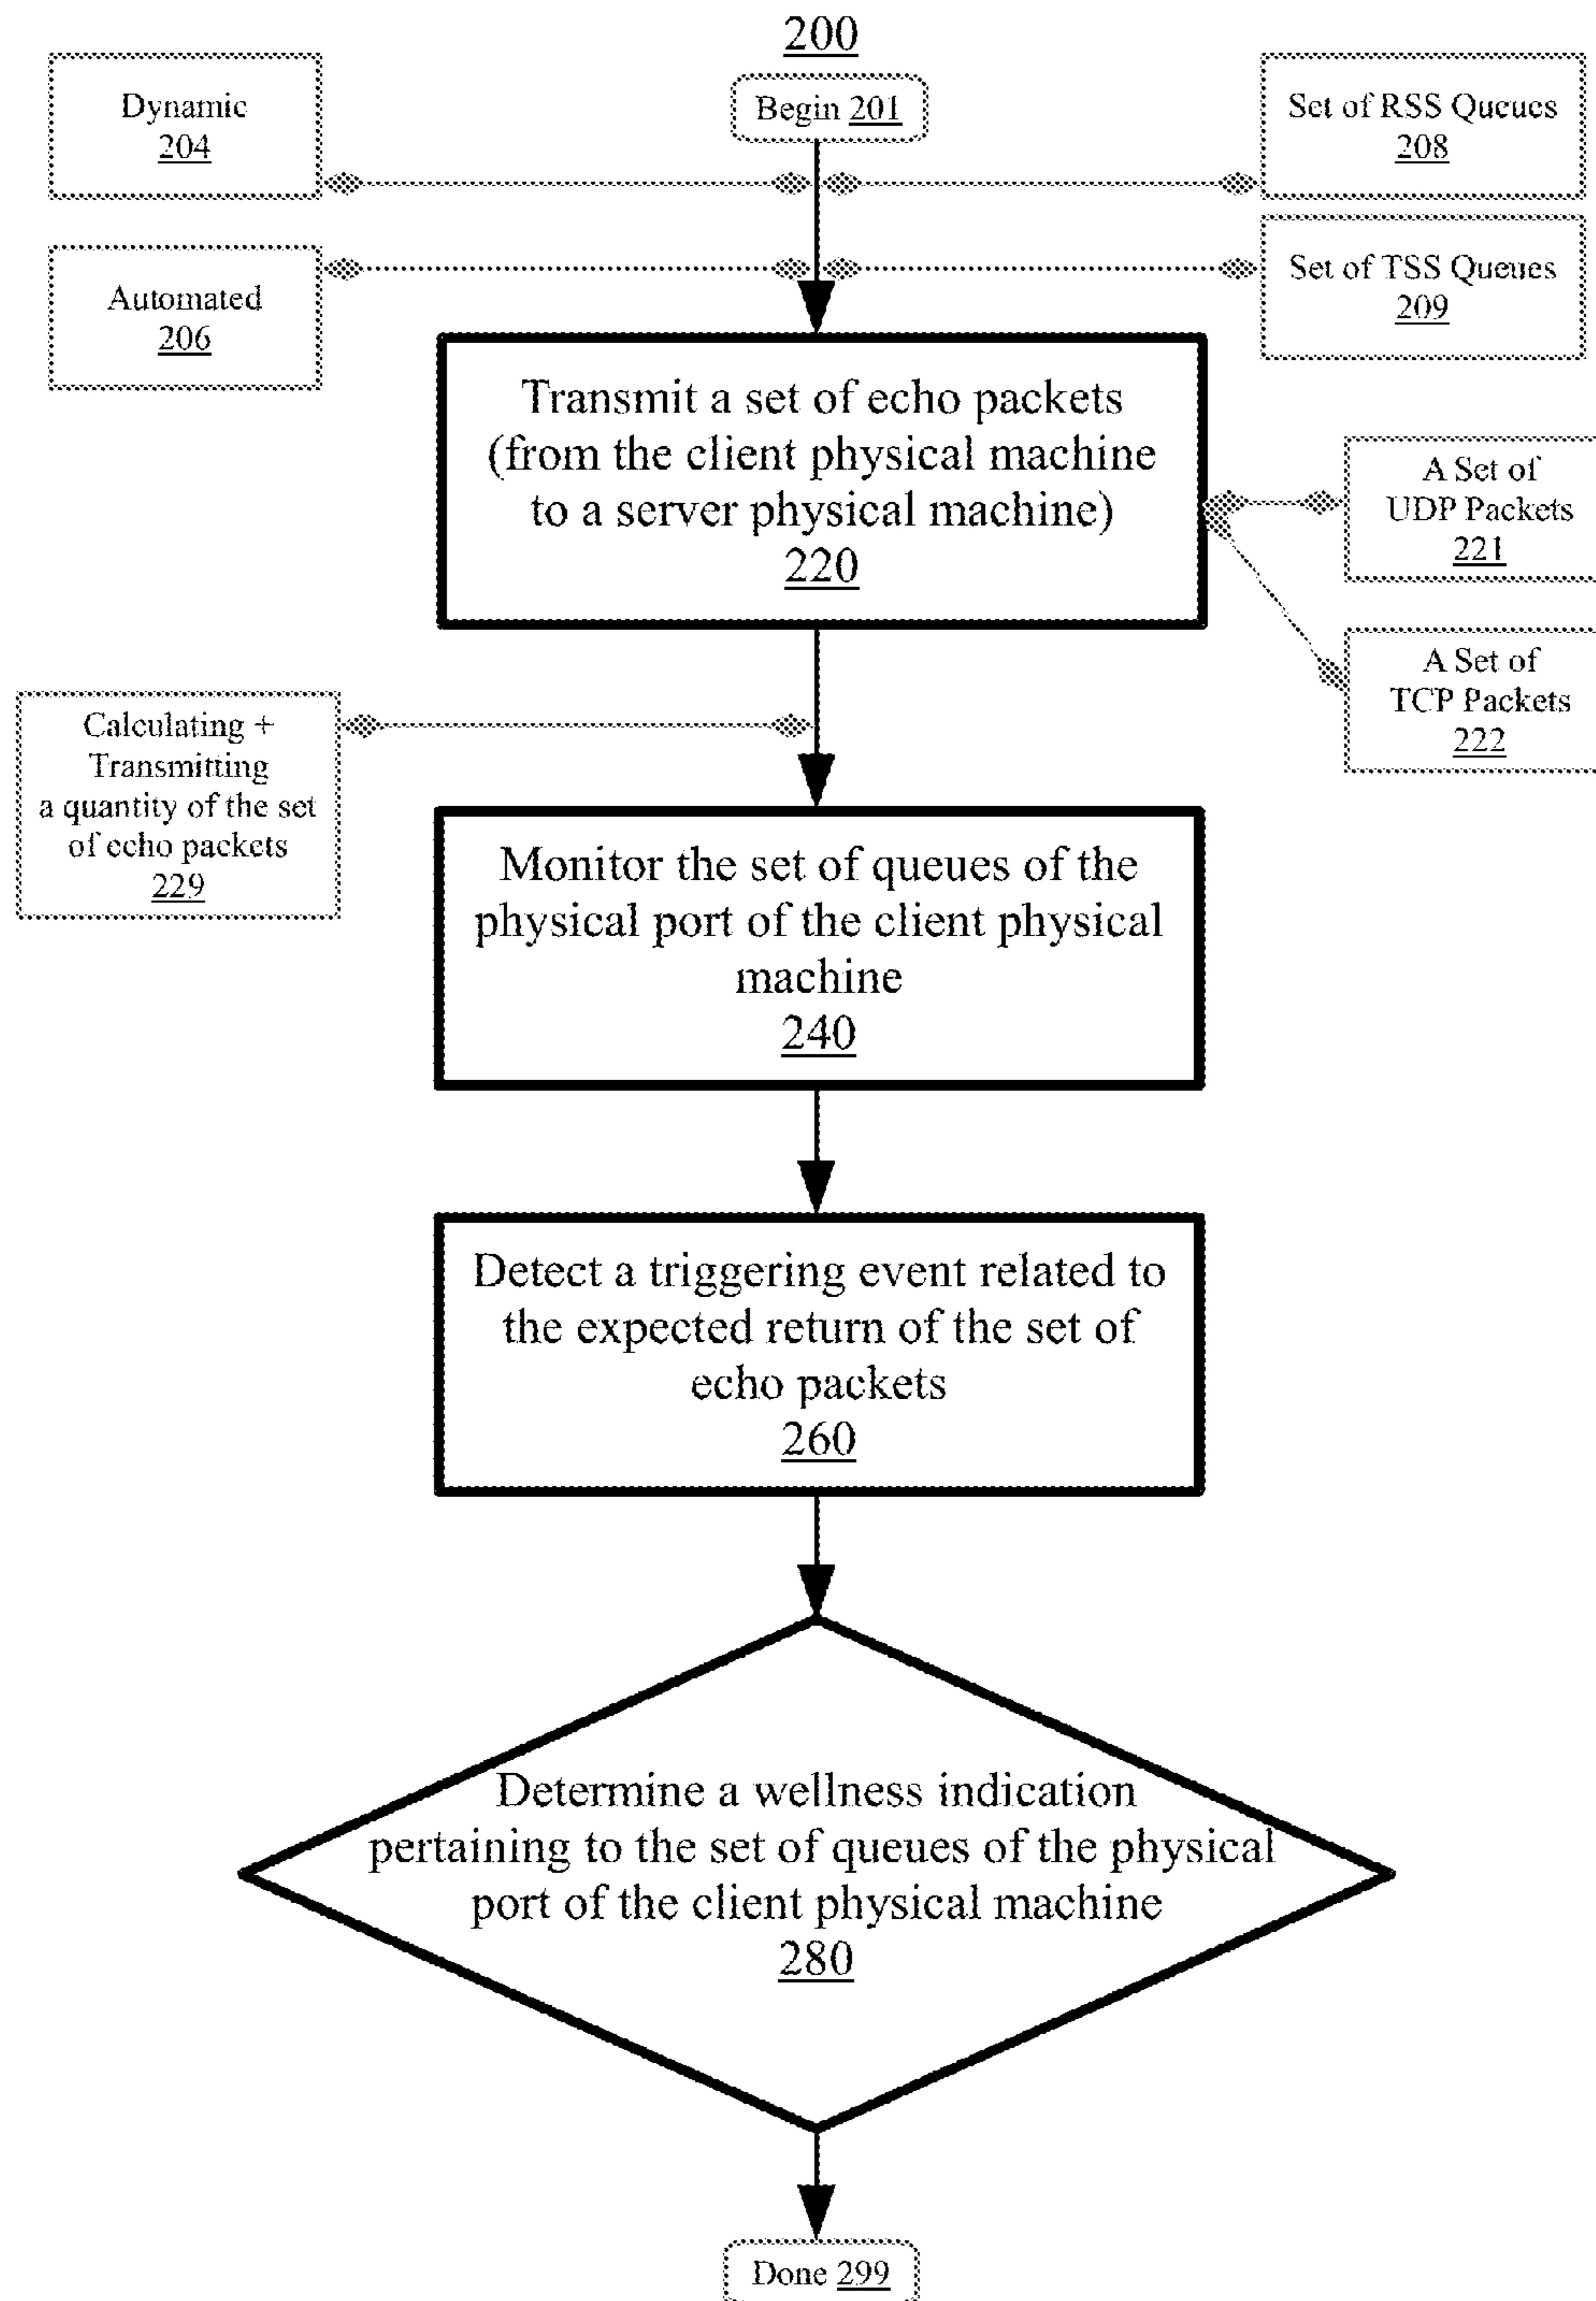 200
Begin 201
Dynamic
204
Set of RSS Queues
208
Automated
206
Set of TSS Queues
209
Transmit a set of echo packets
(from the client physical machine
to a server physical machine)
220
A Set of
UDP Packets
221
A Set of
TCP Packets
222
Calculating +
Transmitting
a quantity of the set
of echo packets
229
Monitor the set of queues of the
physical port of the client physical
machine
240
Detect a triggering event related to
the expected return of the set of
echo packets
260
Determine a wellness indication
pertaining to the set of queues of the physical
port of the client physical machine
280
Done 299